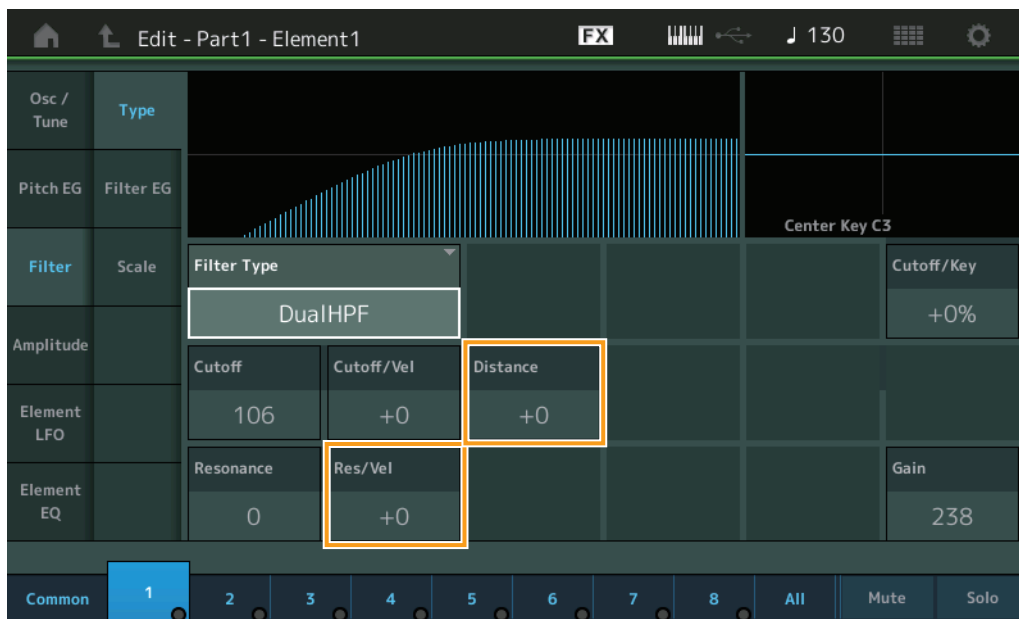 Edit - Part1 - Element1
FX
♩ 130
Osc /
Tune
Type
Pitch EG
Filter EG
Center Key C3
Filter
Scale
Filter Type
Cutoff/Key
DualHPF
+0%
Amplitude
Cutoff
Cutoff/Vel
Distance
106
+0
+0
Element
LFO
Resonance
Res/Vel
Gain
0
+0
238
Element
EQ
Common
1
2
3
4
5
6
7
8
All
Mute
Solo